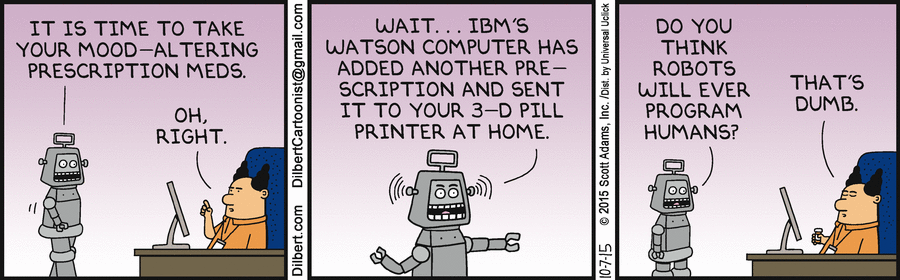 IT IS TIME TO TAKE
YOUR MOOD-ALTERING
PRESCRIPTION MEDS.
OH,
RIGHT.
Dilbert.com DilbertCartoonist@gmail.com
WAIT... IBM'S
WATSON COMPUTER HAS
ADDED ANOTHER PRE-
SCRIPTION AND SENT
IT TO YOUR 3-D PILL
PRINTER AT HOME.
10-7-15 © 2015 Scott Adams, Inc. /Dist. by Universal Uclick
DO YOU
THINK
ROBOTS
WILL EVER
PROGRAM
HUMANS?
THAT'S
DUMB.